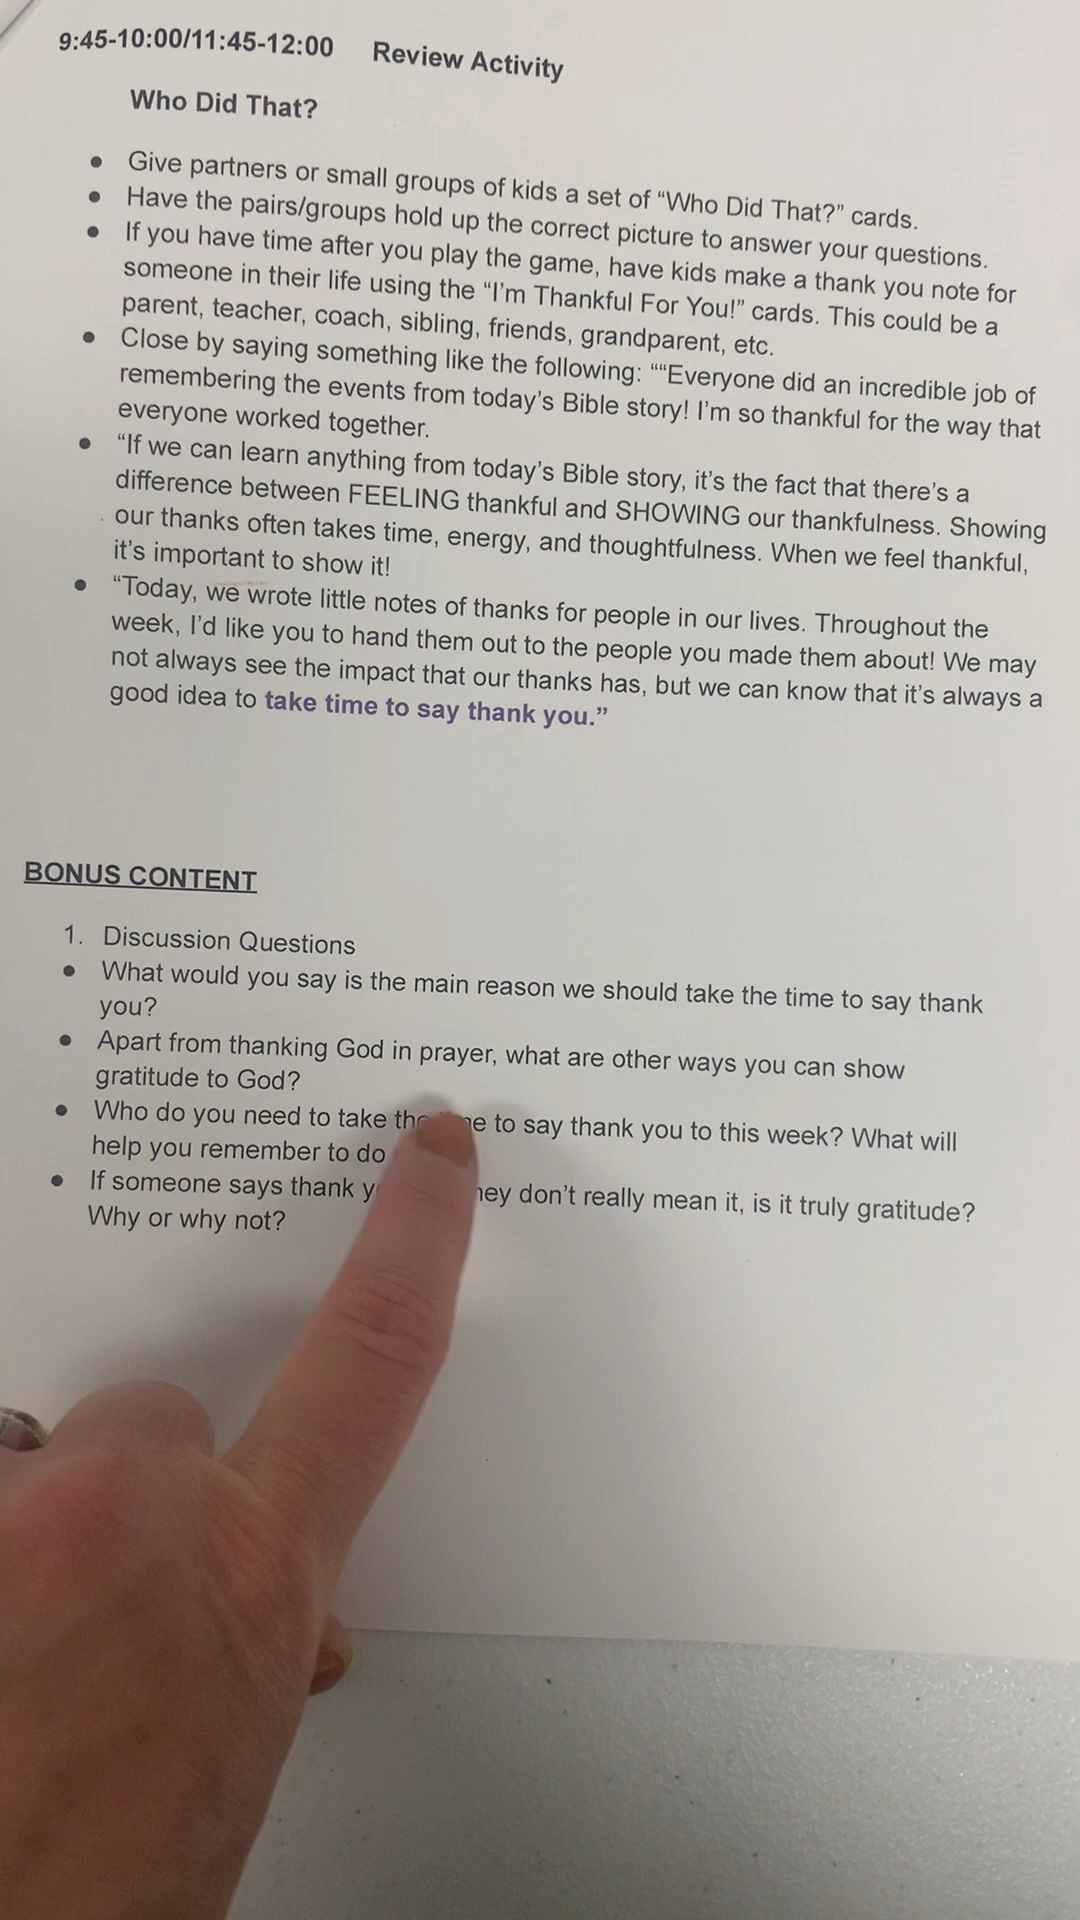 9:45-10:00/11:45-12:00 Review Activity
Who Did That?
• Give partners or small groups of kids a set of “Who Did That?” cards.
• Have the pairs/groups hold up the correct picture to answer your questions.
• If you have time after you play the game, have kids make a thank you note for
someone in their life using the “I’m Thankful For You!” cards. This could be a
parent, teacher, coach, sibling, friends, grandparent, etc.
• Close by saying something like the following: ““Everyone did an incredible job of
remembering the events from today’s Bible story! I’m so thankful for the way that
everyone worked together.
• “If we can learn anything from today’s Bible story, it’s the fact that there’s a
difference between FEELING thankful and SHOWING our thankfulness. Showing
our thanks often takes time, energy, and thoughtfulness. When we feel thankful,
it’s important to show it!
• “Today, we wrote little notes of thanks for people in our lives. Throughout the
week, I’d like you to hand them out to the people you made them about! We may
not always see the impact that our thanks has, but we can know that it’s always a
good idea to take time to say thank you.”
BONUS CONTENT
1. Discussion Questions
• What would you say is the main reason we should take the time to say thank
you?
• Apart from thanking God in prayer, what are other ways you can show
gratitude to God?
• Who do you need to take the to say thank you to this week? What will
help you remember to do
• If someone says thank don’t really mean it, is it truly gratitude?
Why or why not?